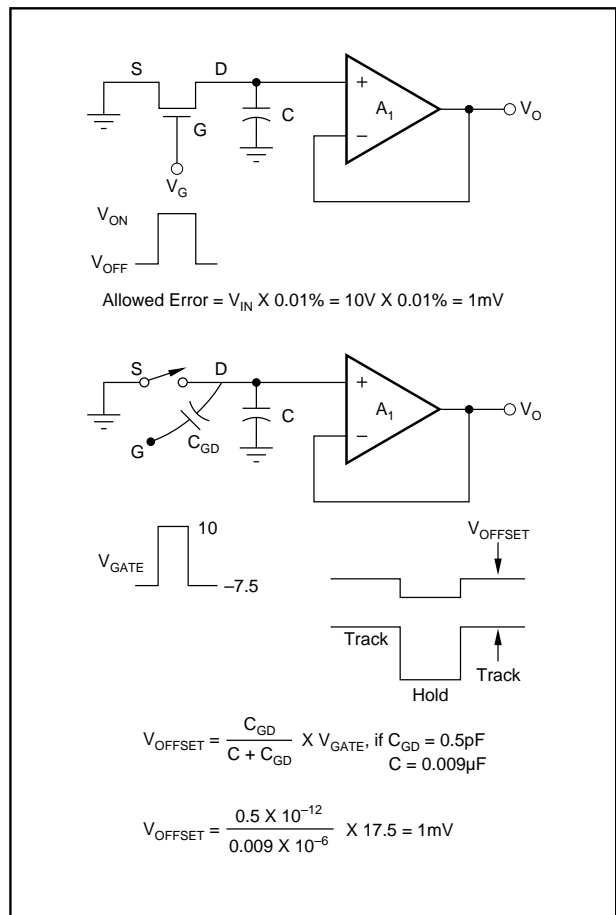 S D
+
C
A1
VO
G
−
VG
VON
VOFF
Allowed Error = VIN X 0.01% = 10V X 0.01% = 1mV
S D
+
C
A1
VO
G CGD
−
VOFFSET
10
VGATE
–7.5
Track
Track
Hold
VOFFSET = CGD / C + CGD X VGATE, if CGD = 0.5pF
C = 0.009µF
VOFFSET = 0.5 X 10–12 / 0.009 X 10–6 X 17.5 = 1mV